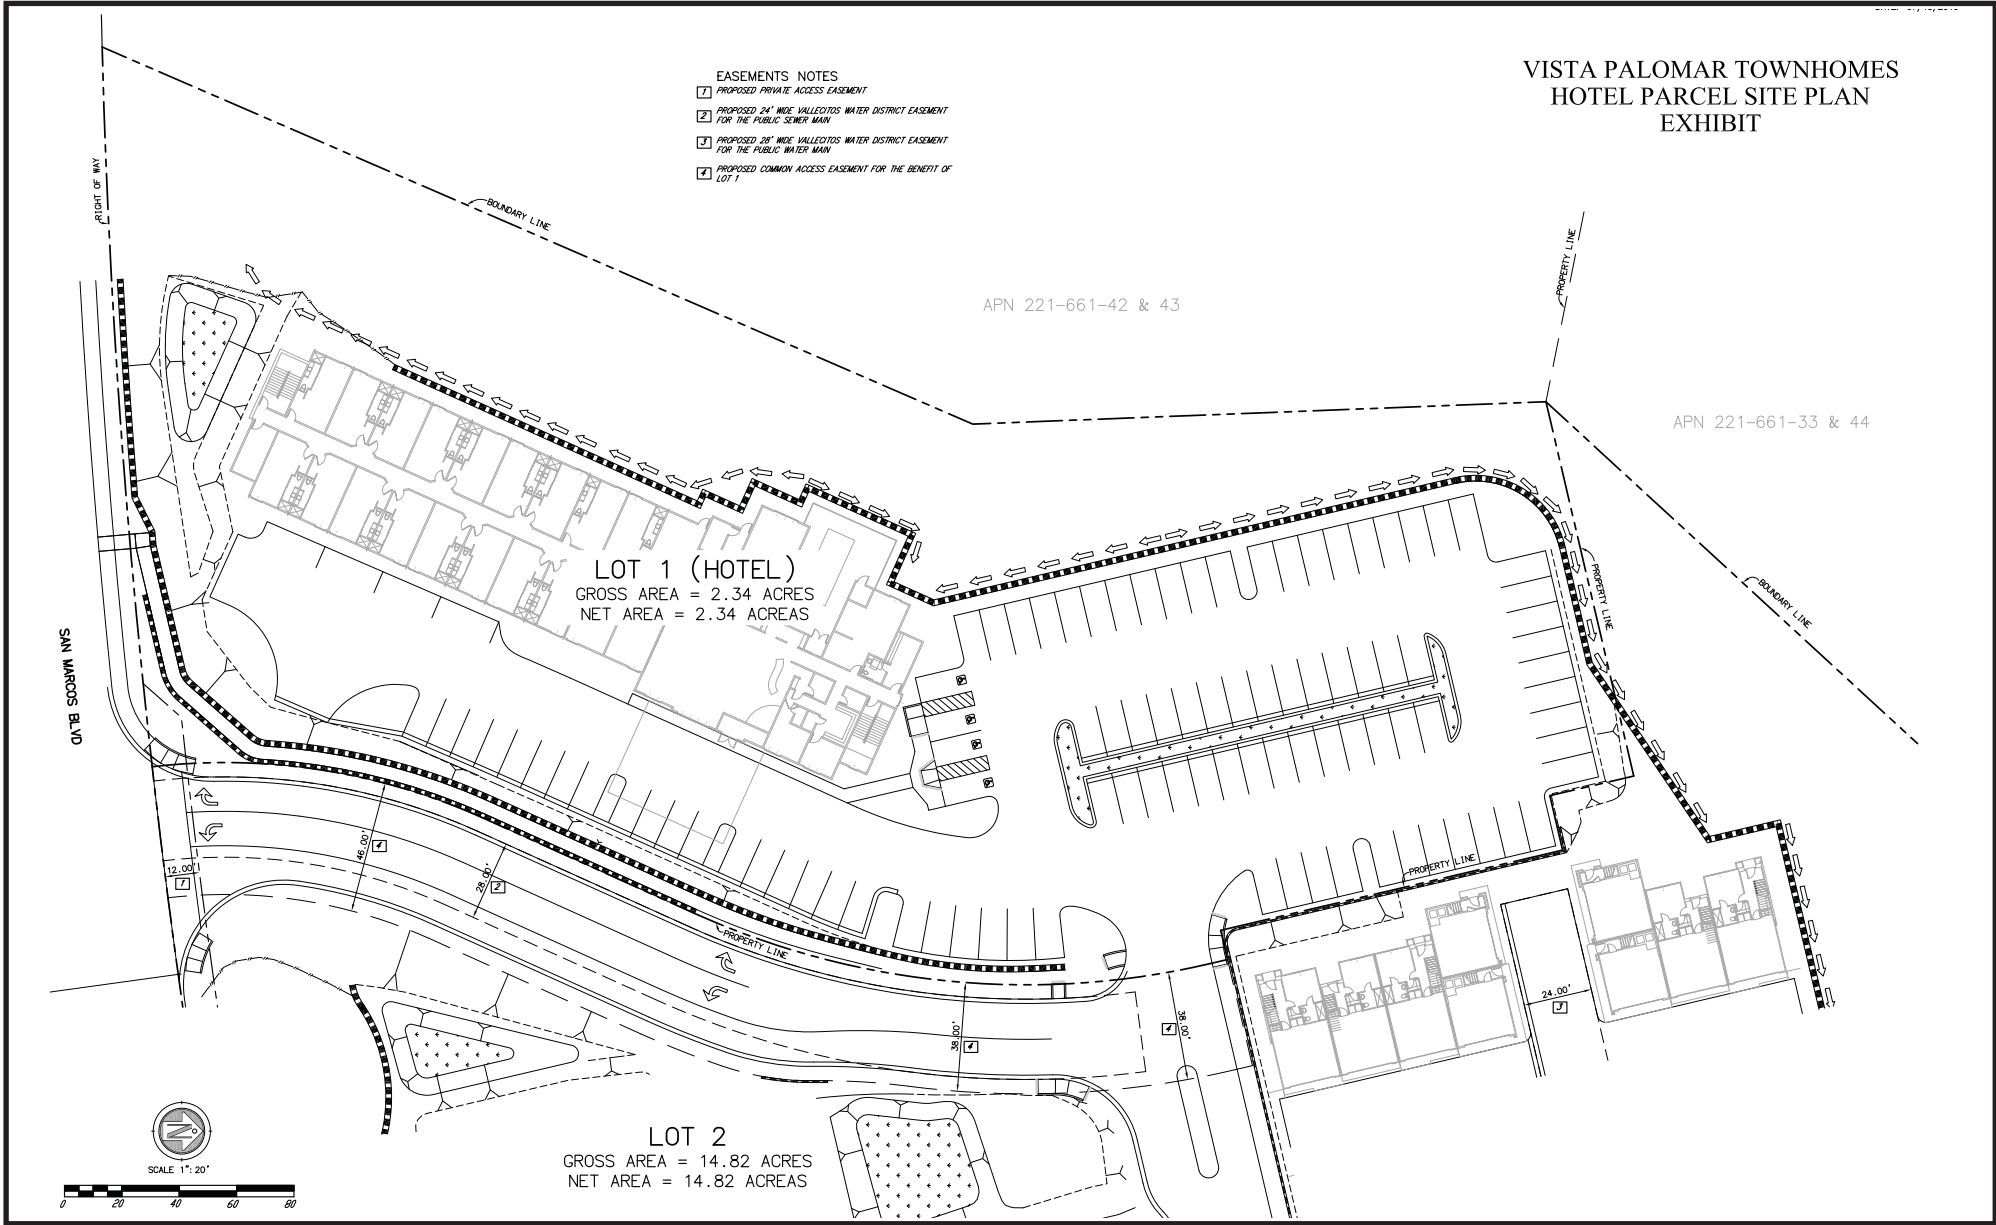 VISTA PALOMAR TOWNHOMES
HOTEL PARCEL SITE PLAN
EXHIBIT
EASEMENTS NOTES
1 PROPOSED PRIVATE ACCESS EASEMENT
2 PROPOSED 24' WIDE VALLECITOS WATER DISTRICT EASEMENT
FOR THE PUBLIC SEWER MAIN
3 PROPOSED 28' WIDE VALLECITOS WATER DISTRICT EASEMENT
FOR THE PUBLIC WATER MAIN
4 PROPOSED COMMON ACCESS EASEMENT FOR THE BENEFIT OF
LOT 1
RIGHT OF WAY
BOUNDARY LINE
PROPERTY LINE
APN 221-661-42 & 43
APN 221-661-33 & 44
PROPERTY LINE
BOUNDARY LINE
LOT 1 (HOTEL)
GROSS AREA = 2.34 ACRES
NET AREA = 2.34 ACREAS
SAN MARCOS BLVD
46.00'
4
12.00'
1
28.00'
2
PROPERTY LINE
PROPERTY LINE
38.00'
4
38.00'
4
24.00'
3
LOT 2
GROSS AREA = 14.82 ACRES
NET AREA = 14.82 ACREAS
N
SCALE 1":20'
0 20 40 60 80